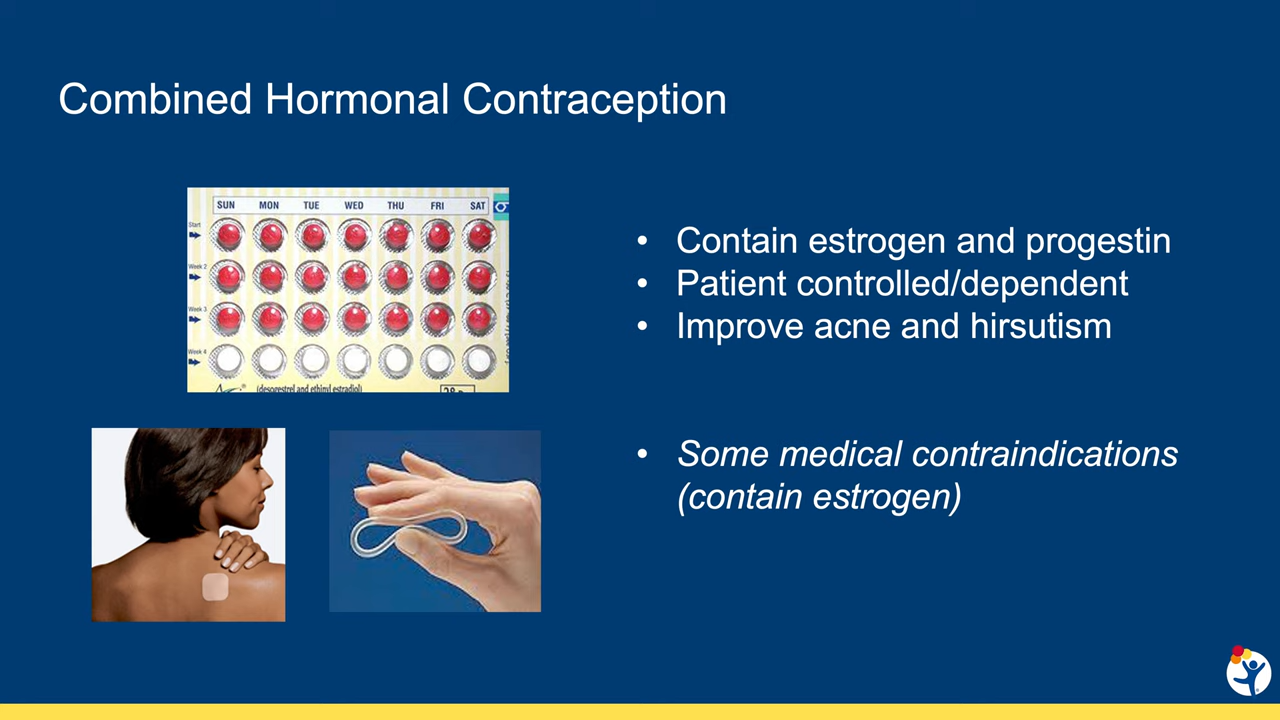 Combined Hormonal Contraception
SUN MON TUE WED THU FRI SAT
Start
Week 2
Week 3
Week 4
(desogestrel and ethinyl estradiol)
• Contain estrogen and progestin
• Patient controlled/dependent
• Improve acne and hirsutism
• Some medical contraindications
(contain estrogen)